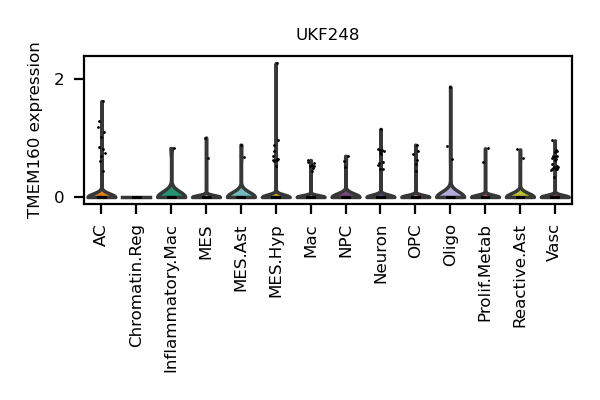 UKF248
TMEM160 expression
2
0
AC
Chromatin.Reg
Inflammatory.Mac
MES
MES.Ast
MES.Hyp
Mac
NPC
Neuron
OPC
Oligo
Prolif.Metab
Reactive.Ast
Vasc